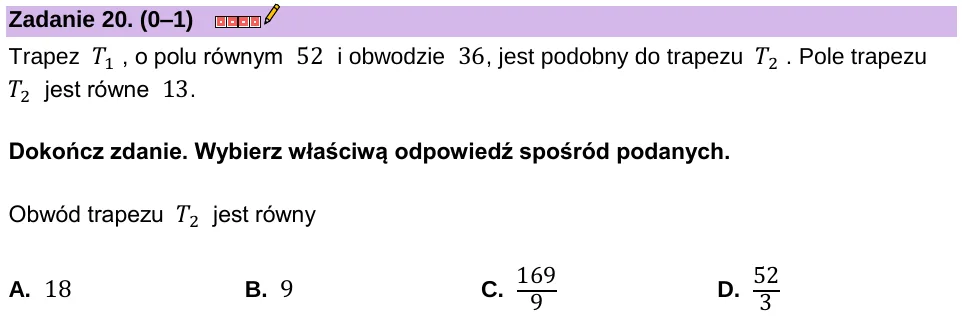 Zadanie 20. (0–1)
Trapez T₁ , o polu równym 52 i obwodzie 36, jest podobny do trapezu T₂ . Pole trapezu
T₂ jest równe 13.
Dokończ zdanie. Wybierz właściwą odpowiedź spośród podanych.
Obwód trapezu T₂ jest równy
A. 18 B. 9 C. 169/9 D. 52/3